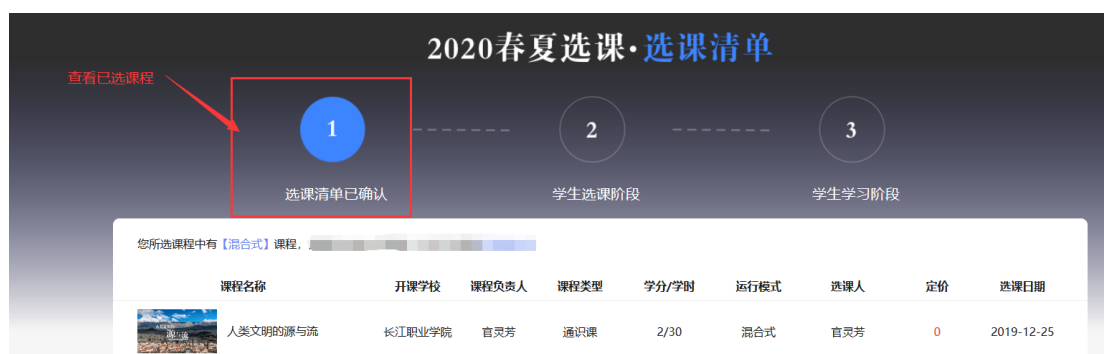 2020春夏选课·选课清单
查看已选课程
1
2
3
选课清单已确认
学生选课阶段
学生学习阶段
您所选课程中有【混合式】课程，
课程名称 开课学校 课程负责人 课程类型 学分/学时 运行模式 选课人 定价 选课日期
人类文明的源与流 长江职业学院 官灵芳 通识课 2/30 混合式 官灵芳 0 2019-12-25
源与流